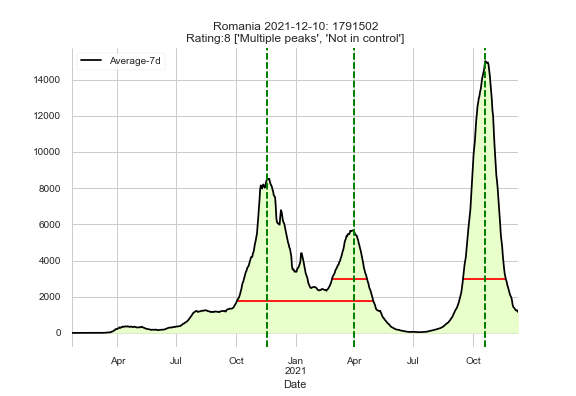 Romania 2021-12-10: 1791502
Rating:8 ['Multiple peaks', 'Not in control']
Average-7d
14000
12000
10000
8000
6000
4000
2000
0
Apr Jul Oct Jan Apr Jul Oct
2021
Date